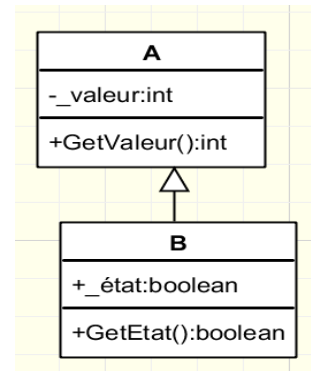 A
-_valeur:int
+GetValeur():int
B
+_état:boolean
+GetEtat():boolean